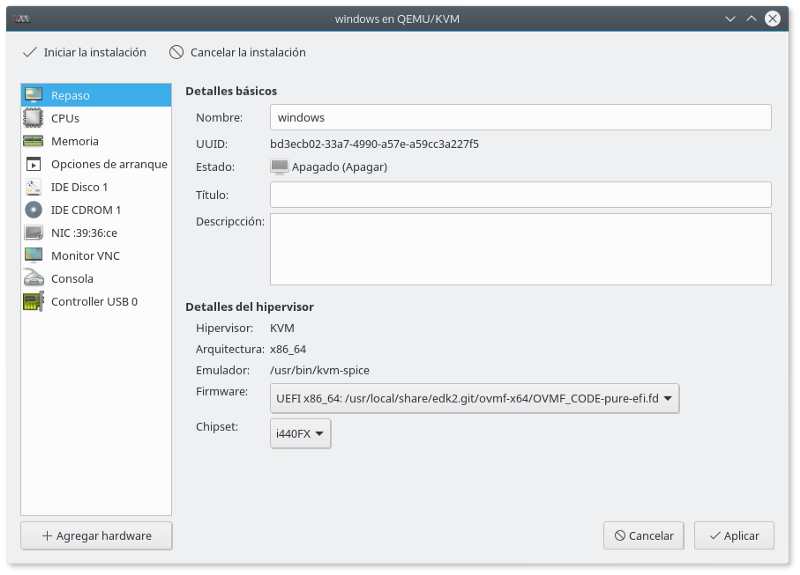 windows en QEMU/KVM
Iniciar la instalación Cancelar la instalación
Repaso
CPUs
Memoria
Opciones de arranque
IDE Disco 1
IDE CDROM 1
NIC :39:36:ce
Monitor VNC
Consola
Controller USB 0
Agregar hardware
Detalles básicos
Nombre: windows
UUID: bd3ecb02-33a7-4990-a57e-a59cc3a227f5
Estado: Apagado (Apagar)
Título:
Descripcción:
Detalles del hipervisor
Hipervisor: KVM
Arquitectura: x86_64
Emulador: /usr/bin/kvm-spice
Firmware: UEFI x86_64: /usr/local/share/edk2.git/ovmf-x64/OVMF_CODE-pure-efi.fd
Chipset: i440FX
Cancelar Aplicar